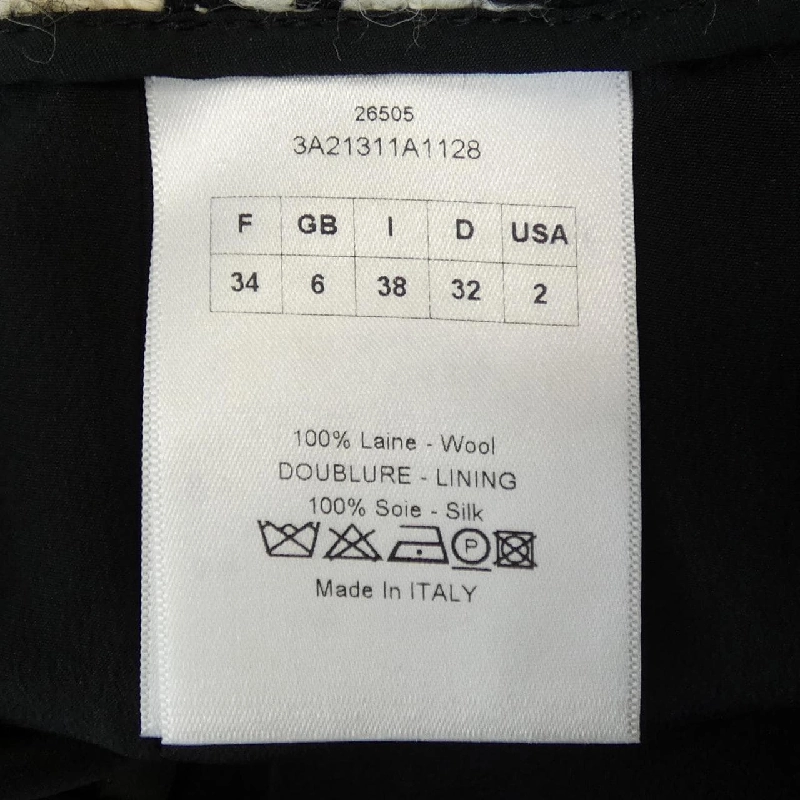 26505
3A21311A1128
F GB I D USA
34 6 38 32 2
100% Laine - Wool
DOUBLURE - LINING
100% Soie - Silk
P
Made In ITALY